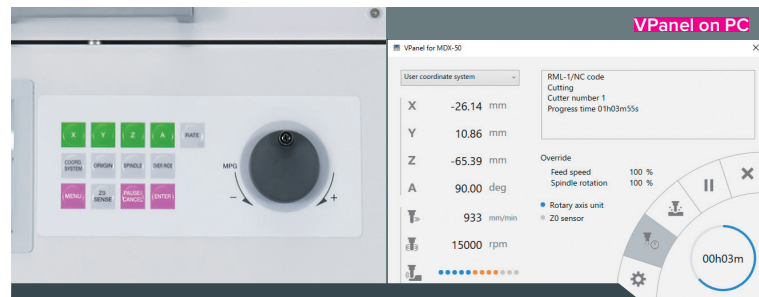 VPanel on PC
X Y Z A RATE
COORD. SYSTEM ORIGIN SPINDLE OVER RIDE
MENU Z0 SENSE PAUSE/ CANCEL ENTER
MPG
- +
VPanel for MDX-50
User coordinate system
X -26.14 mm
Y 10.86 mm
Z -65.39 mm
A 90.00 deg
933 mm/min
15000 rpm
RML-1/NC code
Cutting
Cutter number 1
Progress time 01h03m55s
Override
Feed speed 100 %
Spindle rotation 100 %
Rotary axis unit
Z0 sensor
00h03m